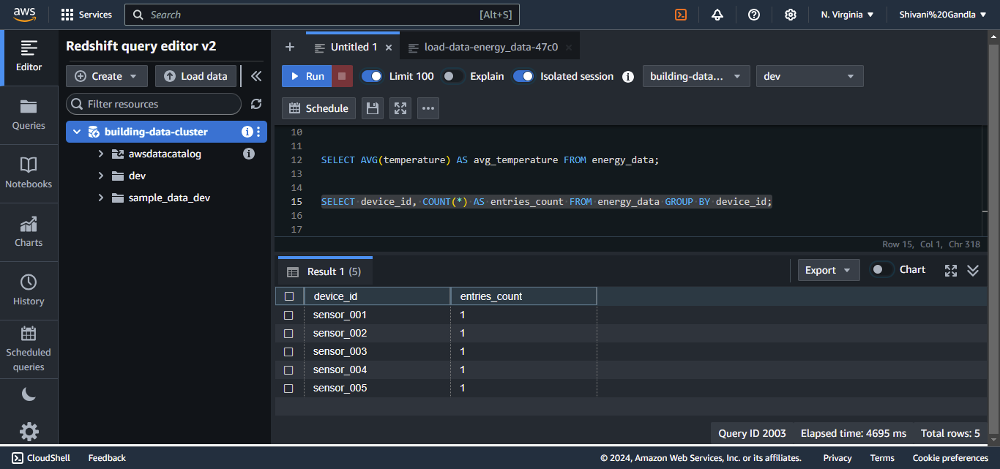 aws
Services
Search [Alt+S]
N. Virginia
Shivani%20Gandla
Editor
Queries
Notebooks
Charts
History
Scheduled
queries
Redshift query editor v2
Create
Load data
Filter resources
building-data-cluster
awsdatacatalog
dev
sample_data_dev
Untitled 1
load-data-energy_data-47c0
Run
Limit 100
Explain
Isolated session
building-data...
dev
Schedule
10
11
12 SELECT AVG(temperature) AS avg_temperature FROM energy_data;
13
14
15 SELECT device_id, COUNT(*) AS entries_count FROM energy_data GROUP BY device_id;
16
17
Row 15, Col 1, Chr 318
Result 1 (5)
Export
Chart
device_id entries_count
sensor_001 1
sensor_002 1
sensor_003 1
sensor_004 1
sensor_005 1
Query ID 2003 Elapsed time: 4695 ms Total rows: 5
CloudShell Feedback © 2024, Amazon Web Services, Inc. or its affiliates. Privacy Terms Cookie preferences